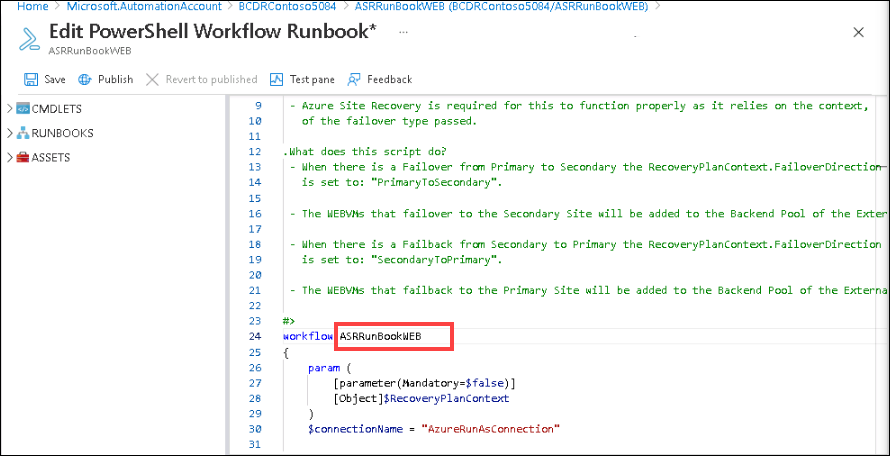 Home > Microsoft.AutomationAccount > BCDRContoso5084 > ASRRunBookWEB (BCDRContoso5084/ASRRunBookWEB) >
Edit PowerShell Workflow Runbook* ...
ASRRunBookWEB
Save Publish Revert to published Test pane Feedback
CMDLETS
RUNBOOKS
ASSETS
9 - Azure Site Recovery is required for this to function properly as it relies on the context,
10 of the failover type passed.
11
12 .What does this script do?
13 - When there is a Failover from Primary to Secondary the RecoveryPlanContext.FailoverDirection
14 is set to: "PrimaryToSecondary".
15
16 - The WEBVMs that failover to the Secondary Site will be added to the Backend Pool of the Extern
17
18 - When there is a Failback from Secondary to Primary the RecoveryPlanContext.FailoverDirection
19 is set to: "SecondaryToPrimary".
20
21 - The WEBVMs that failback to the Primary Site will be added to the Backend Pool of the Externa
22
23 #>
24 workflow ASRRunBookWEB
25 {
26 param (
27 [parameter(Mandatory=$false)]
28 [Object]$RecoveryPlanContext
29 )
30 $connectionName = "AzureRunAsConnection"
31